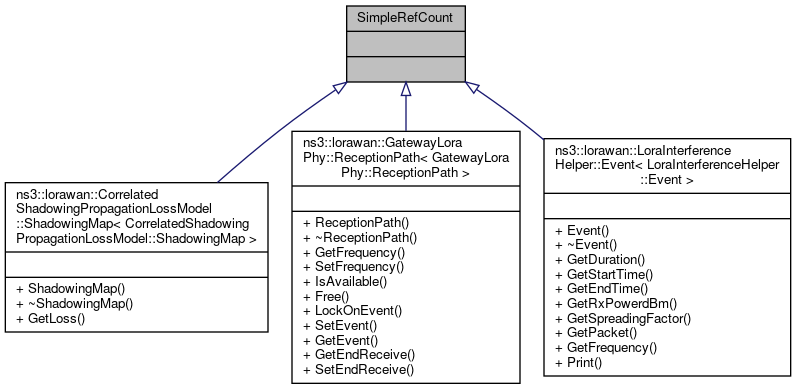 SimpleRefCount
ns3::lorawan::Correlated
ShadowingPropagationLossModel
::ShadowingMap< CorrelatedShadowing
PropagationLossModel::ShadowingMap >
+ ShadowingMap()
+ ~ShadowingMap()
+ GetLoss()
ns3::lorawan::GatewayLora
Phy::ReceptionPath< GatewayLora
Phy::ReceptionPath >
+ ReceptionPath()
+ ~ReceptionPath()
+ GetFrequency()
+ SetFrequency()
+ IsAvailable()
+ Free()
+ LockOnEvent()
+ SetEvent()
+ GetEvent()
+ GetEndReceive()
+ SetEndReceive()
ns3::lorawan::LoraInterference
Helper::Event< LoraInterferenceHelper
::Event >
+ Event()
+ ~Event()
+ GetDuration()
+ GetStartTime()
+ GetEndTime()
+ GetRxPowerdBm()
+ GetSpreadingFactor()
+ GetPacket()
+ GetFrequency()
+ Print()